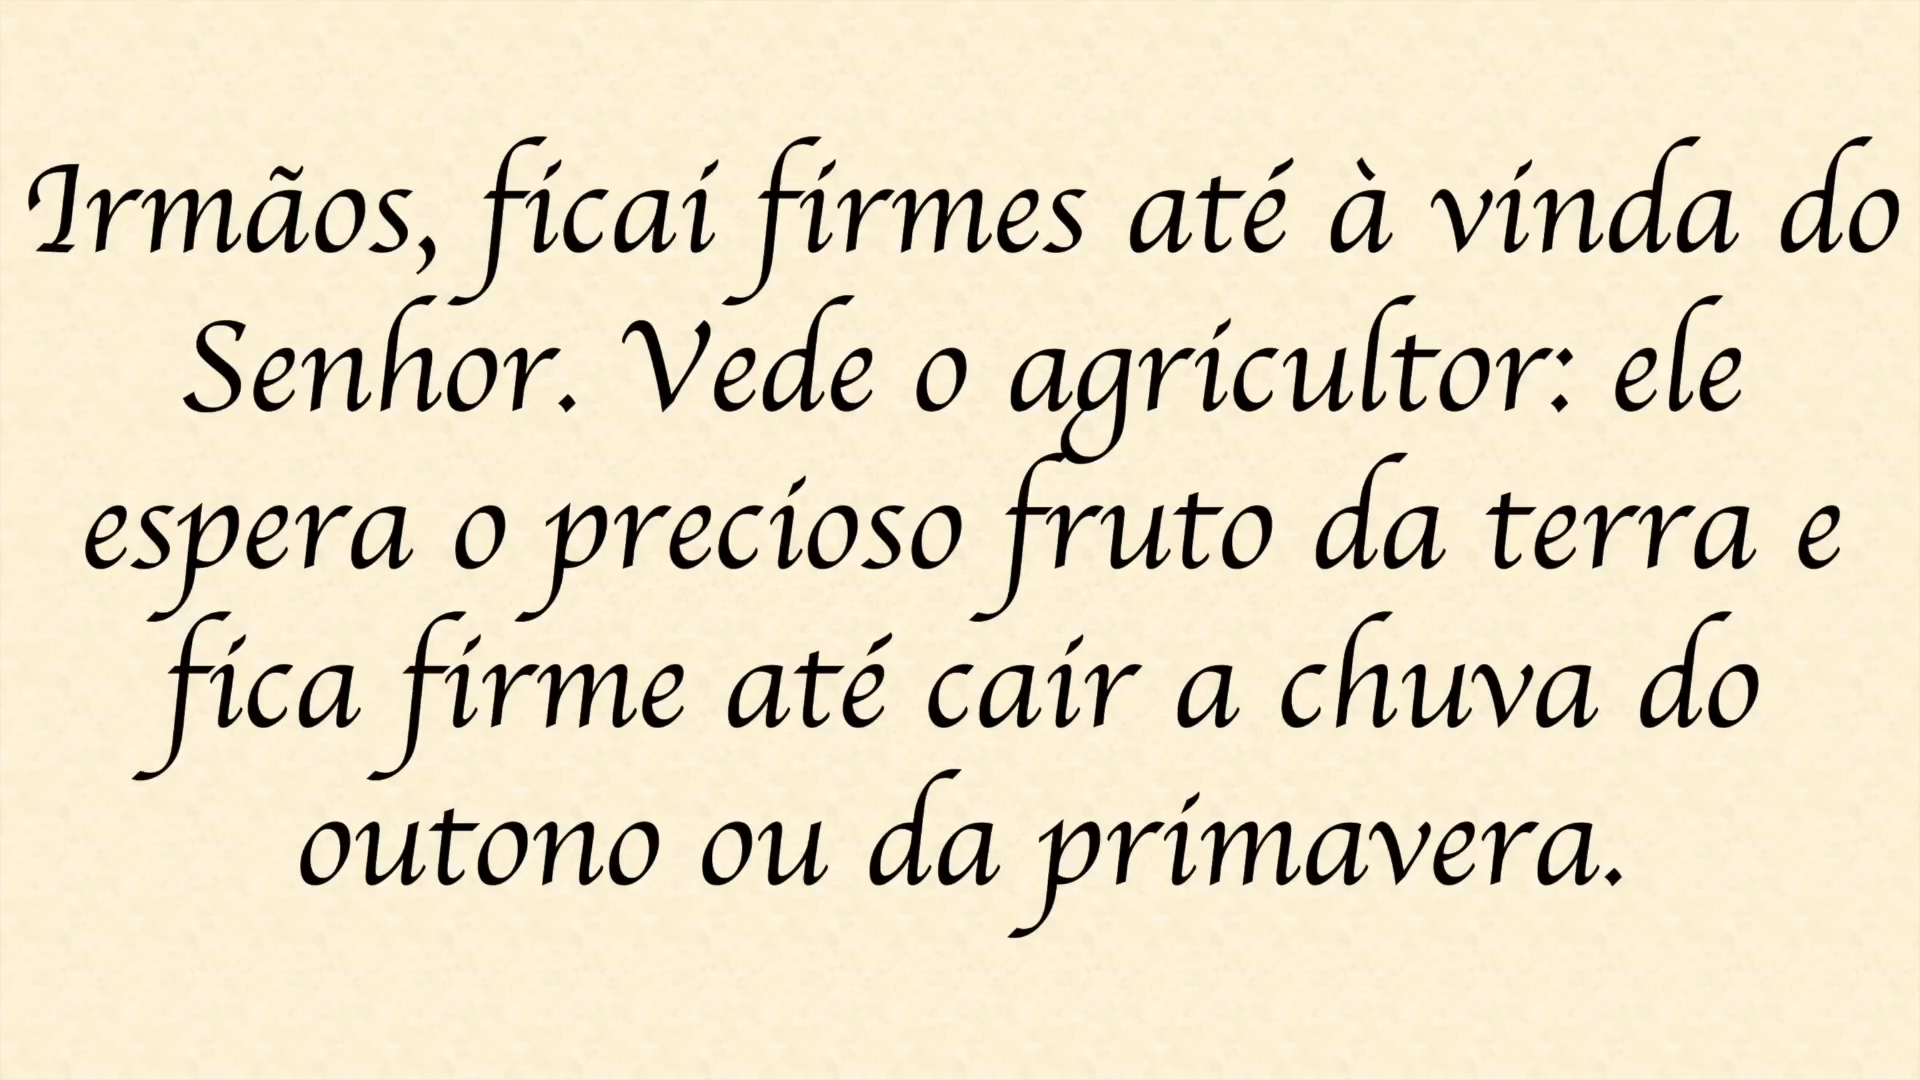 Irmãos, ficai firmes até à vinda do
Senhor. Vede o agricultor: ele
espera o precioso fruto da terra e
fica firme até cair a chuva do
outono ou da primavera.